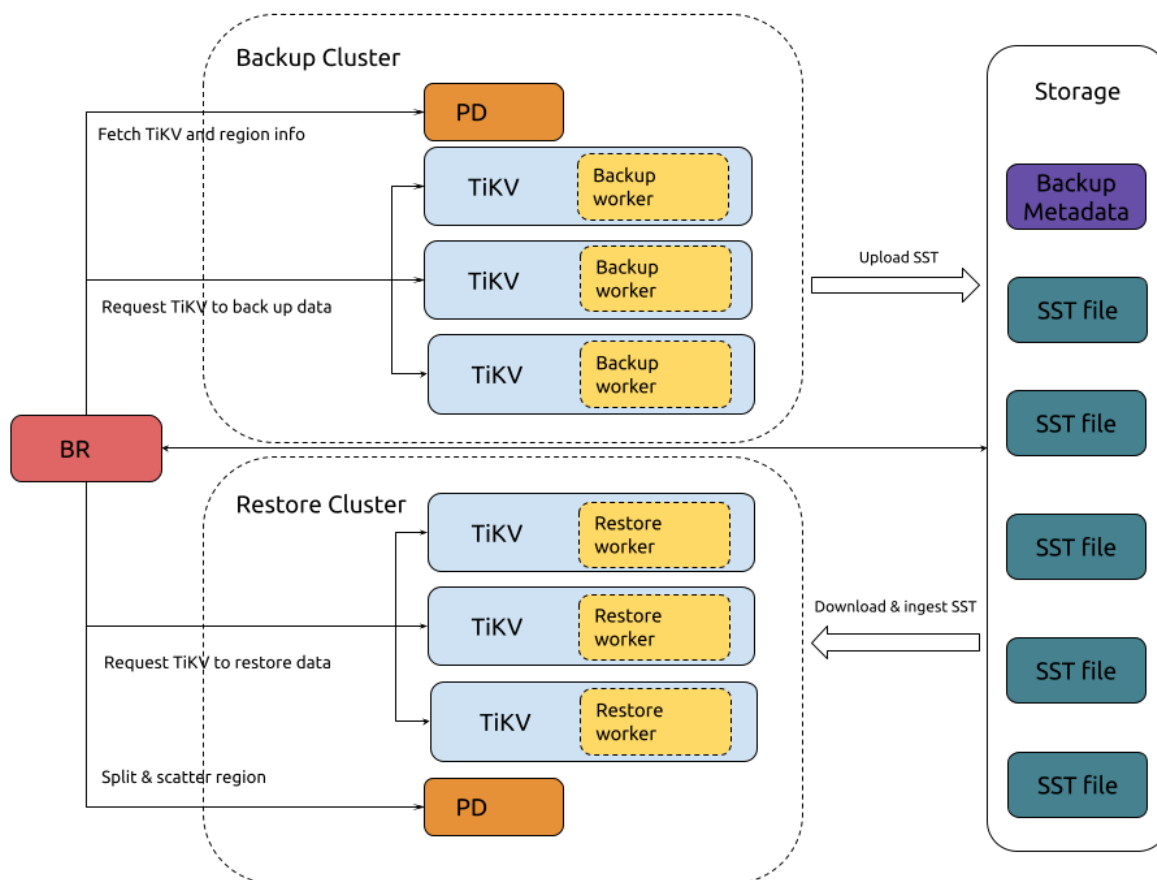 Backup Cluster
PD
Fetch TiKV and region info
TiKV
Backup
worker
TiKV
Backup
worker
Request TiKV to back up data
TiKV
Backup
worker
Upload SST
BR
Restore Cluster
TiKV
Restore
worker
TiKV
Restore
worker
Request TiKV to restore data
TiKV
Restore
worker
Split & scatter region
PD
Download & ingest SST
Storage
Backup
Metadata
SST file
SST file
SST file
SST file
SST file